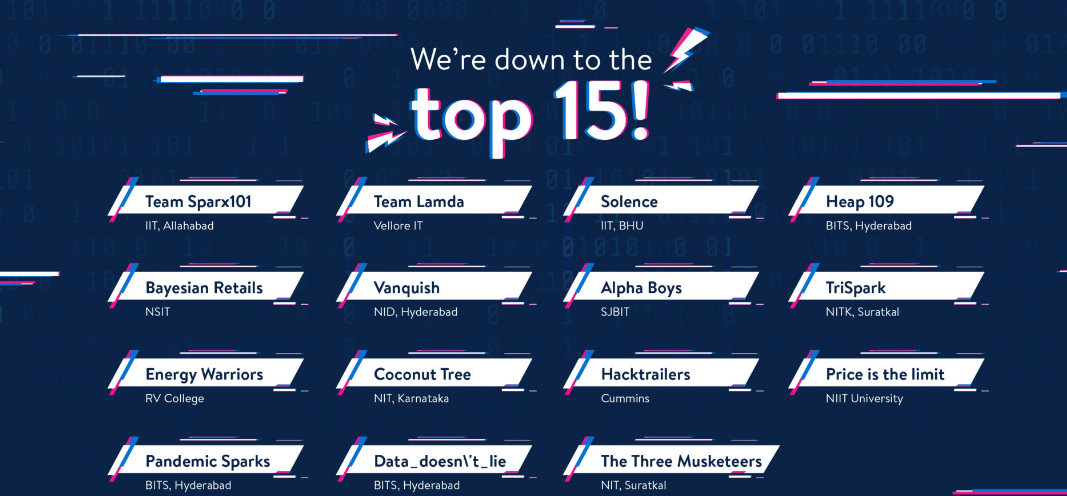 We're down to the
top 15!
Team Sparx101
IIT, Allahabad
Team Lamda
Vellore IT
Solence
IIT, BHU
Heap 109
BITS, Hyderabad
Bayesian Retails
NSIT
Vanquish
NID, Hyderabad
Alpha Boys
SJBIT
TriSpark
NITK, Suratkal
Energy Warriors
RV College
Coconut Tree
NIT, Karnataka
Hacktrailers
Cummins
Price is the limit
NIIT University
Pandemic Sparks
BITS, Hyderabad
Data_doesn\'t_lie
BITS, Hyderabad
The Three Musketeers
NIT, Suratkal